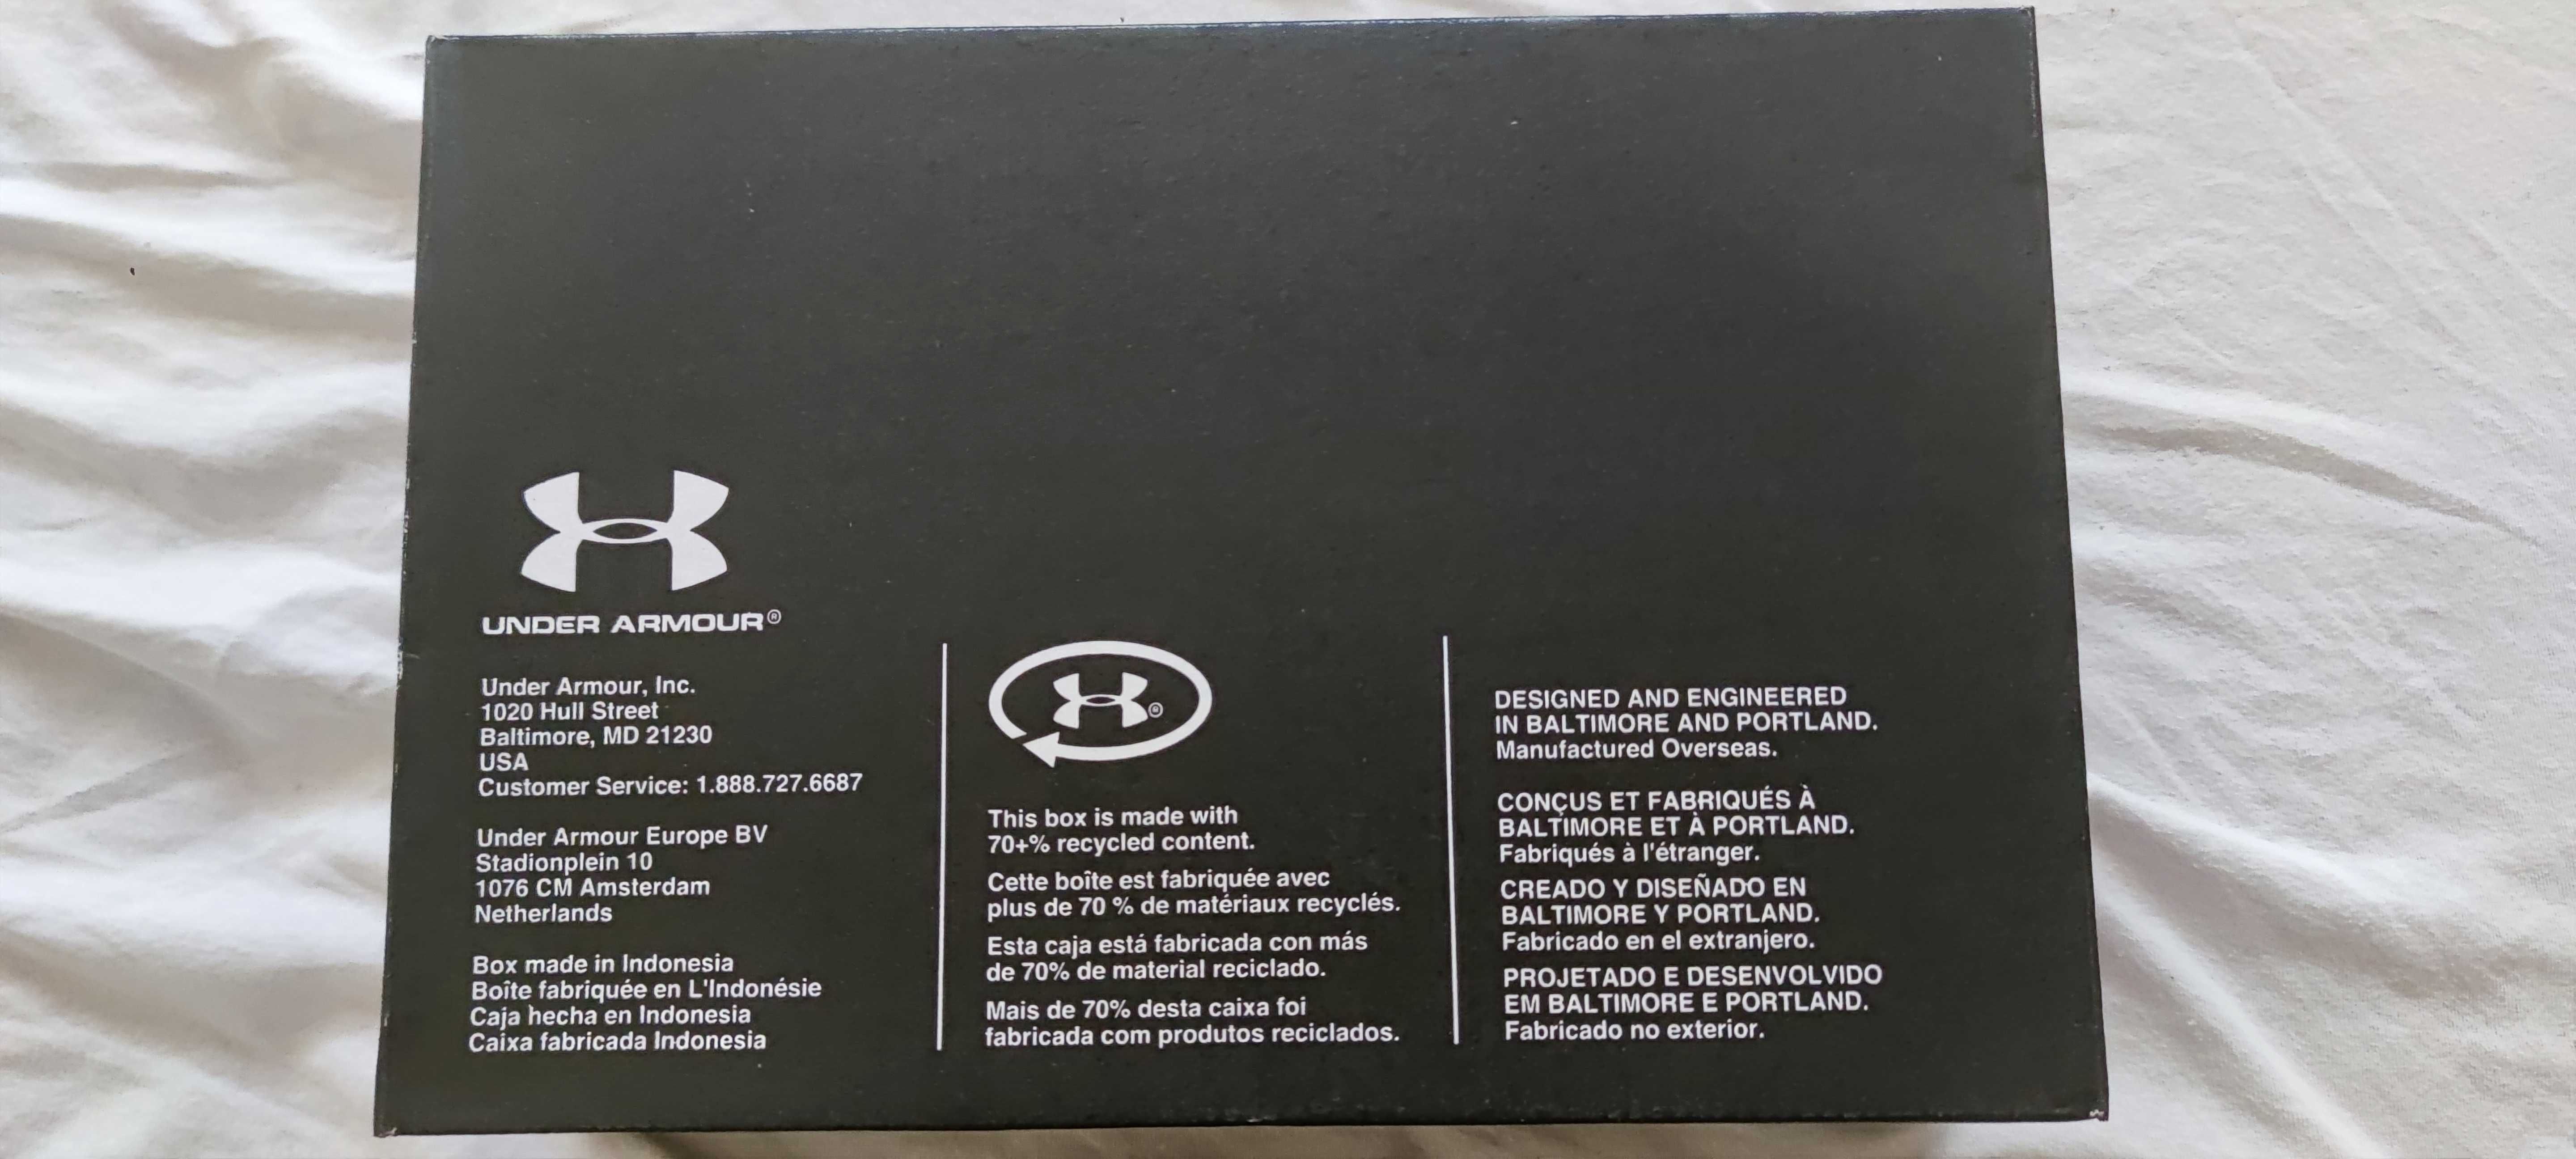 UNDER ARMOUR®
Under Armour, Inc.
1020 Hull Street
Baltimore, MD 21230
USA
Customer Service: 1.888.727.6687
Under Armour Europe BV
Stadionplein 10
1076 CM Amsterdam
Netherlands
Box made in Indonesia
Boîte fabriquée en L'Indonésie
Caja hecha en Indonesia
Caixa fabricada Indonesia
®
This box is made with
70+% recycled content.
Cette boîte est fabriquée avec
plus de 70 % de matériaux recyclés.
Esta caja está fabricada con más
de 70% de material reciclado.
Mais de 70% desta caixa foi
fabricada com produtos reciclados.
DESIGNED AND ENGINEERED
IN BALTIMORE AND PORTLAND.
Manufactured Overseas.
CONÇUS ET FABRIQUÉS À
BALTIMORE ET À PORTLAND.
Fabriqués à l'étranger.
CREADO Y DISEÑADO EN
BALTIMORE Y PORTLAND.
Fabricado en el extranjero.
PROJETADO E DESENVOLVIDO
EM BALTIMORE E PORTLAND.
Fabricado no exterior.